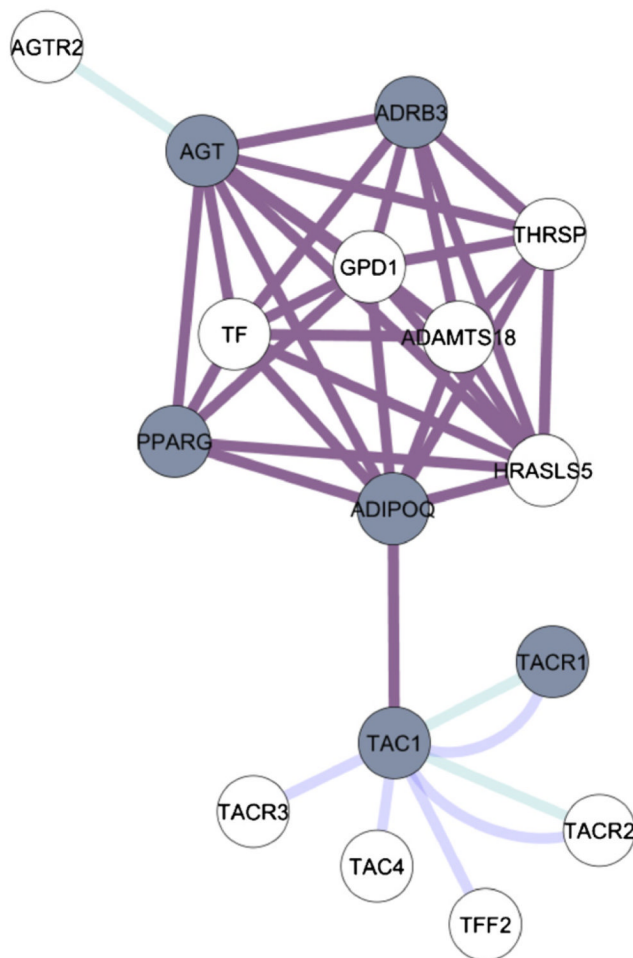 AGTR2
ADRB3
AGT
THRSP
GPD1
TF
ADAMTS18
PPARG
HRASLS5
ADIPOQ
TACR1
TAC1
TACR3
TACR2
TAC4
TFF2